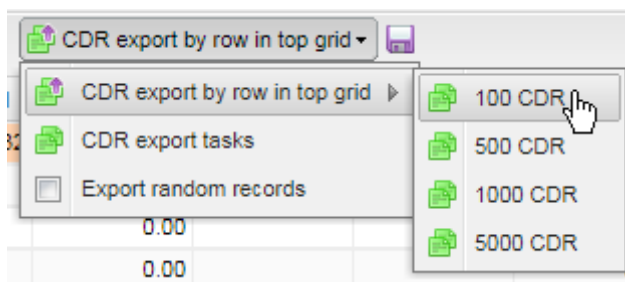 CDR export by row in top grid
CDR export by row in top grid
100 CDR
CDR export tasks
500 CDR
Export random records
1000 CDR
5000 CDR
0.00
0.00